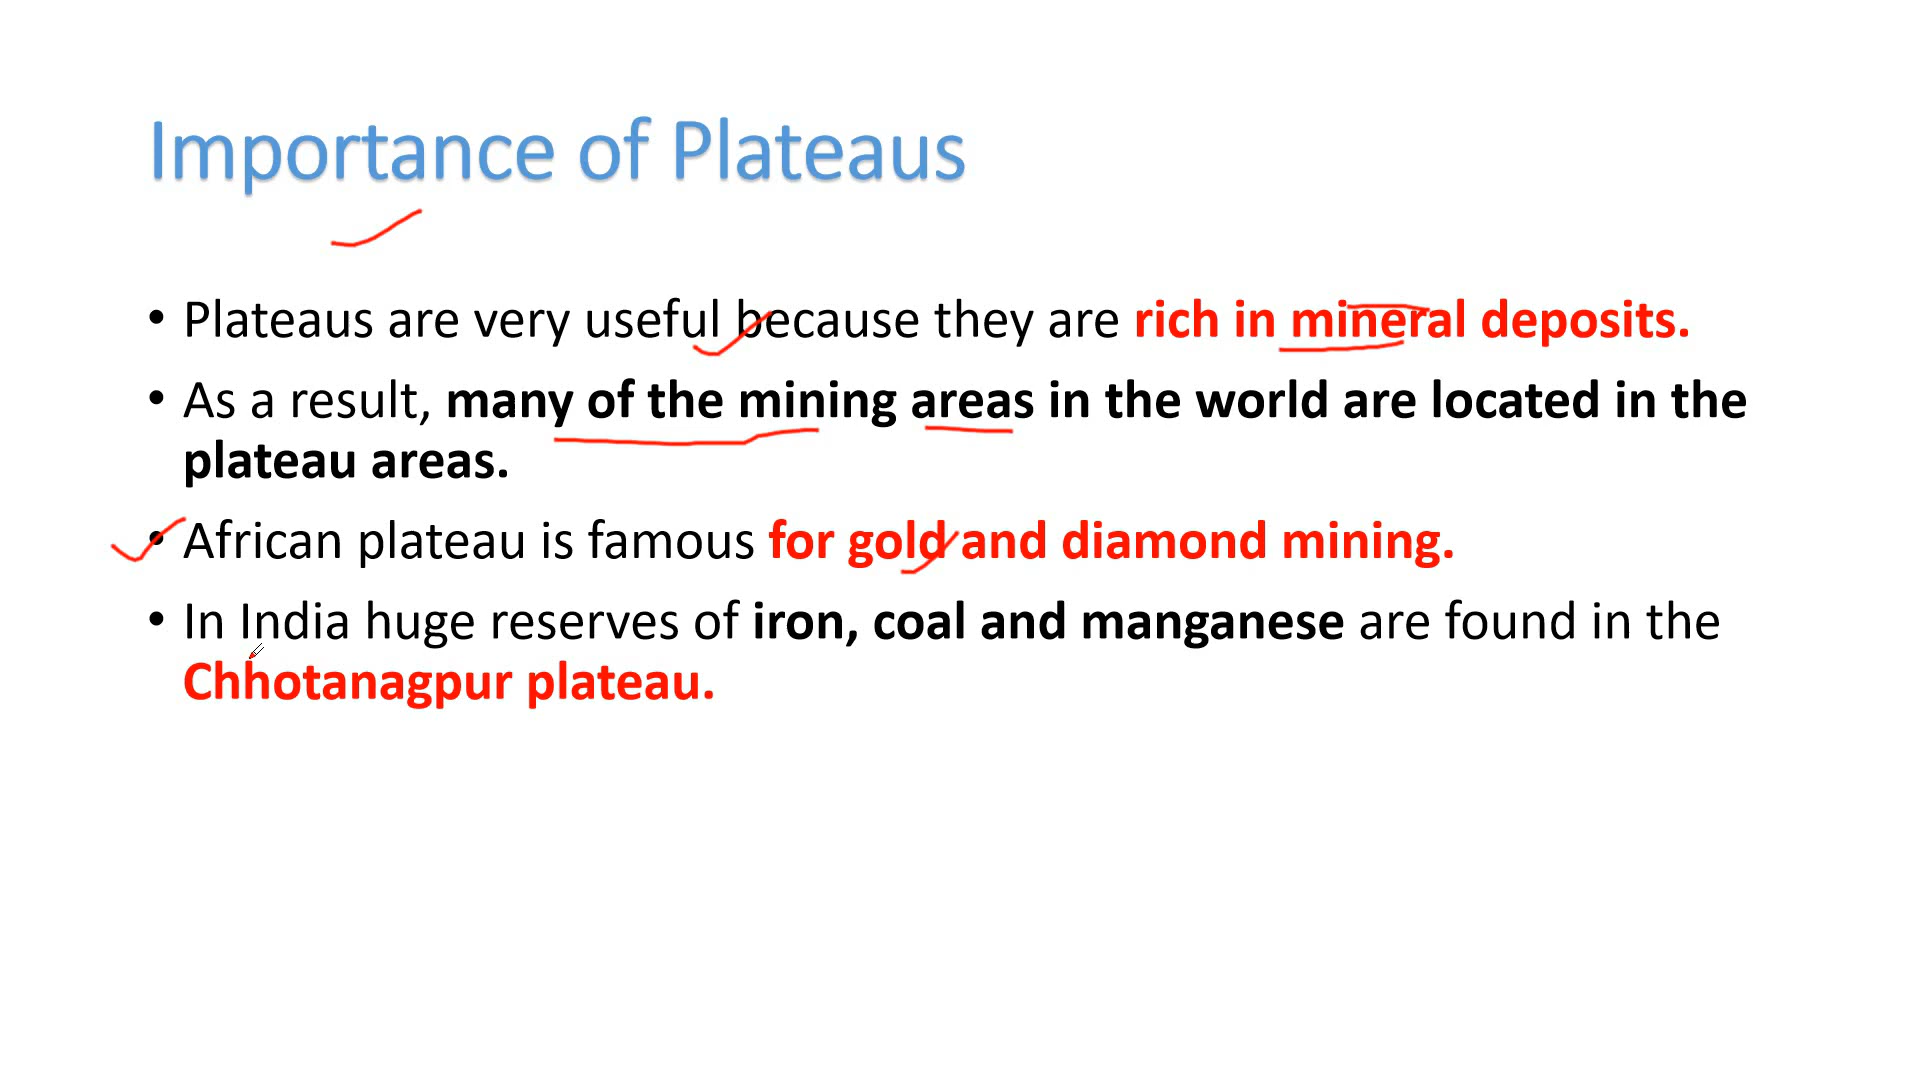 Importance of Plateaus
• Plateaus are very useful because they are rich in mineral deposits.
• As a result, many of the mining areas in the world are located in the
plateau areas.
• African plateau is famous for gold and diamond mining.
• In India huge reserves of iron, coal and manganese are found in the
Chhotanagpur plateau.